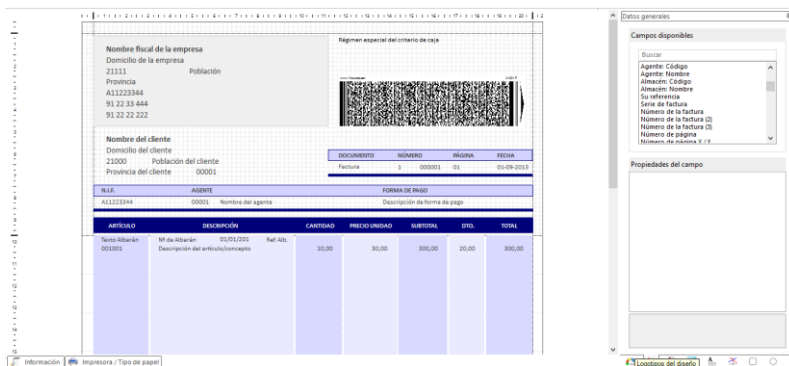 Datos generales
Campos disponibles
Buscar
Agente: Código
Agente: Nombre
Almacén: Código
Almacén: Nombre
Su referencia
Serie de factura
Número de la factura
Número de la factura (2)
Número de la factura (3)
Número de página
Número de página X / Y
Propiedades del campo
Logotipos del diseño
Nombre fiscal de la empresa
Domicilio de la empresa
21111 Población
Provincia
A11223344
91 22 33 444
91 22 22 222
Régimen especial del criterio de caja
Nombre del cliente
Domicilio del cliente
21000 Población del cliente
Provincia del cliente 00001
DOCUMENTO NÚMERO PÁGINA FECHA
Factura 1 000001 01 01-09-2013
N.I.F. AGENTE FORMA DE PAGO
A11223344 00001 Nombre del agente Descripción de forma de pago
ARTÍCULO DESCRIPCIÓN CANTIDAD PRECIO UNIDAD SUBTOTAL DTO. TOTAL
Texto Albarán Nº de Albarán 01/01/201 Ref. Alb.
001001 Descripción del artículo/concepto 10,00 30,00 300,00 20,00 300,00
Información Impresora / Tipo de papel